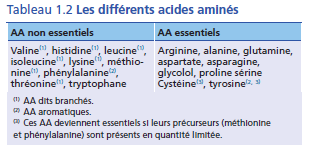 Tableau 1.2 Les différents acides aminés
AA non essentiels
AA essentiels
Valine⁽¹⁾, histidine⁽¹⁾, leucine⁽¹⁾,
isoleucine⁽¹⁾, lysine⁽¹⁾, méthio-
nine⁽¹⁾, phénylalanine⁽²⁾,
thréonine⁽¹⁾, tryptophane
Arginine, alanine, glutamine,
aspartate, asparagine,
glycolol, proline sérine
Cystéine⁽³⁾, tyrosine⁽²,³⁾
⁽¹⁾ AA dits branchés.
⁽²⁾ AA aromatiques.
⁽³⁾ Ces AA deviennent essentiels si leurs précurseurs (méthionine
et phénylalanine) sont présents en quantité limitée.